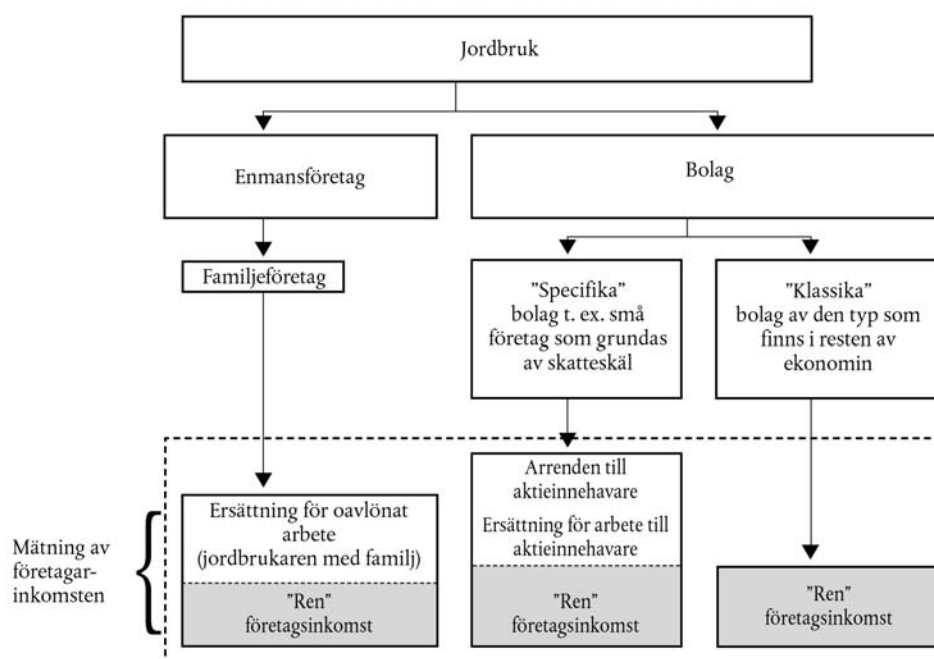 Jordbruk
Enmansföretag
Bolag
Familjeföretag
”Specifika”
bolag t. ex. små
företag som grundas
av skatteskäl
”Klassika”
bolag av den typ som
finns i resten av
ekonomin
Mätning av
företagar-
inkomsten
Ersättning för oavlönat
arbete
(jordbrukaren med familj)
”Ren”
företagsinkomst
Arrenden till
aktieinnehavare
Ersättning för arbete till
aktieinnehavare
”Ren”
företagsinkomst
”Ren”
företagsinkomst